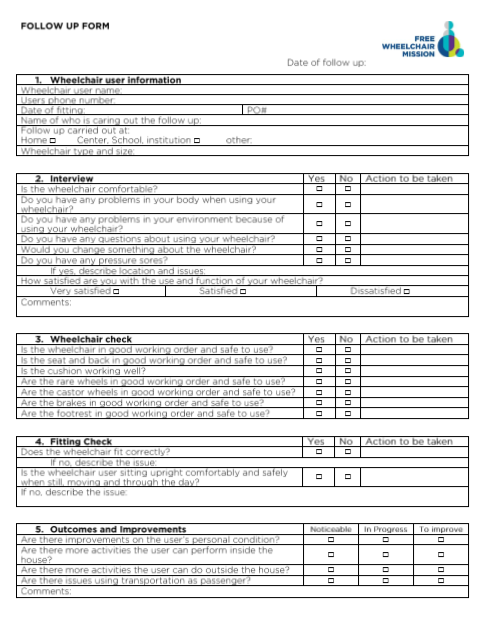 FOLLOW UP FORM
FREE
WHEELCHAIR
MISSION
Date of follow up:
1. Wheelchair user information
Wheelchair user name:
Users phone number:
Date of fitting: PO#
Name of who is caring out the follow up:
Follow up carried out at:
Home □ Center, School, institution □ other:
Wheelchair type and size:
2. Interview Yes No Action to be taken
Is the wheelchair comfortable? □ □
Do you have any problems in your body when using your
wheelchair? □ □
Do you have any problems in your environment because of
using your wheelchair? □ □
Do you have any questions about using your wheelchair? □ □
Would you change something about the wheelchair? □ □
Do you have any pressure sores? □ □
If yes, describe location and issues:
How satisfied are you with the use and function of your wheelchair?
Very satisfied □ Satisfied □ Dissatisfied □
Comments:
3. Wheelchair check Yes No Action to be taken
Is the wheelchair in good working order and safe to use? □ □
Is the seat and back in good working order and safe to use? □ □
Is the cushion working well? □ □
Are the rare wheels in good working order and safe to use? □ □
Are the castor wheels in good working order and safe to use? □ □
Are the brakes in good working order and safe to use? □ □
Are the footrest in good working order and safe to use? □ □
4. Fitting Check Yes No Action to be taken
Does the wheelchair fit correctly? □ □
If no, describe the issue:
Is the wheelchair user sitting upright comfortably and safely
when still, moving and through the day? □ □
If no, describe the issue:
5. Outcomes and Improvements Noticeable In Progress To improve
Are there improvements on the user's personal condition? □ □ □
Are there more activities the user can perform inside the
house? □ □ □
Are there more activities the user can do outside the house? □ □ □
Are there issues using transportation as passenger? □ □ □
Comments: